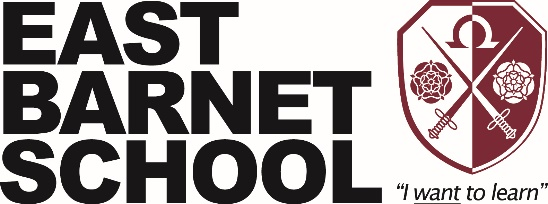 EAST
BARNET
SCHOOL
Ω
“I want to learn”